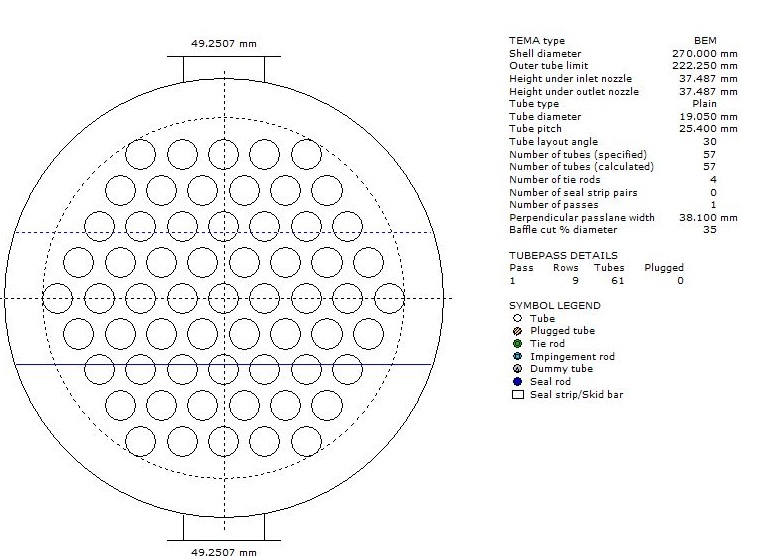 49.2507 mm
TEMA type BEM
Shell diameter 270.000 mm
Outer tube limit 222.250 mm
Height under inlet nozzle 37.487 mm
Height under outlet nozzle 37.487 mm
Tube type Plain
Tube diameter 19.050 mm
Tube pitch 25.400 mm
Tube layout angle 30
Number of tubes (specified) 57
Number of tubes (calculated) 57
Number of tie rods 4
Number of seal strip pairs 0
Number of passes 1
Perpendicular passlane width 38.100 mm
Baffle cut % diameter 35
TUBEPASS DETAILS
Pass Rows Tubes Plugged
1 9 61 0
SYMBOL LEGEND
Tube
Plugged tube
Tie rod
Impingement rod
Dummy tube
Seal rod
Seal strip/Skid bar
49.2507 mm